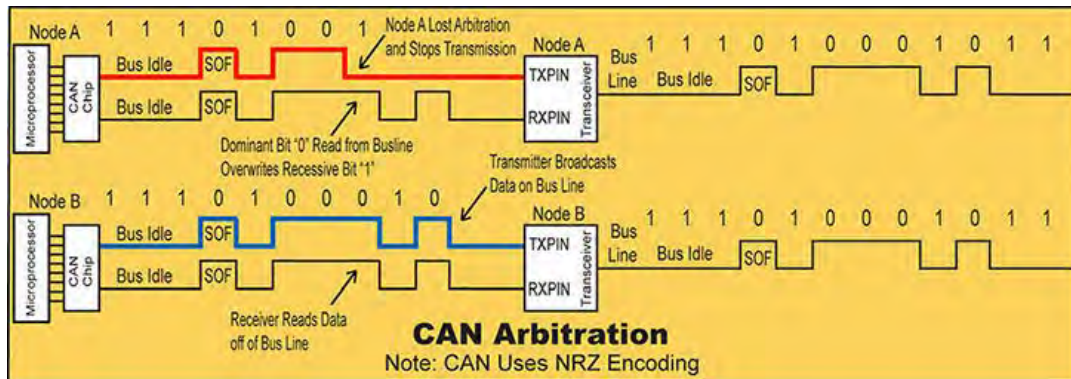 Node A
1 1 1 0 1 0 0 1
Node A Lost Arbitration
and Stops Transmission
Node A
Bus
Line
1 1 1 0 1 0 0 0 1 0 1 1
Microprocessor
CAN
Chip
Bus Idle
SOF
TXPIN
Bus Idle
SOF
RXPIN
Transceiver
Bus Idle
SOF
Dominant Bit “0” Read from Busline
Overwrites Recessive Bit “1”
Transmitter Broadcasts
Data on Bus Line
Node B
1 1 1 0 1 0 0 0 1 0
Node B
Bus
Line
1 1 1 0 1 0 0 0 1 0 1 1
Microprocessor
CAN
Chip
Bus Idle
SOF
TXPIN
Bus Idle
SOF
RXPIN
Transceiver
Bus Idle
SOF
Receiver Reads Data
off of Bus Line
CAN Arbitration
Note: CAN Uses NRZ Encoding